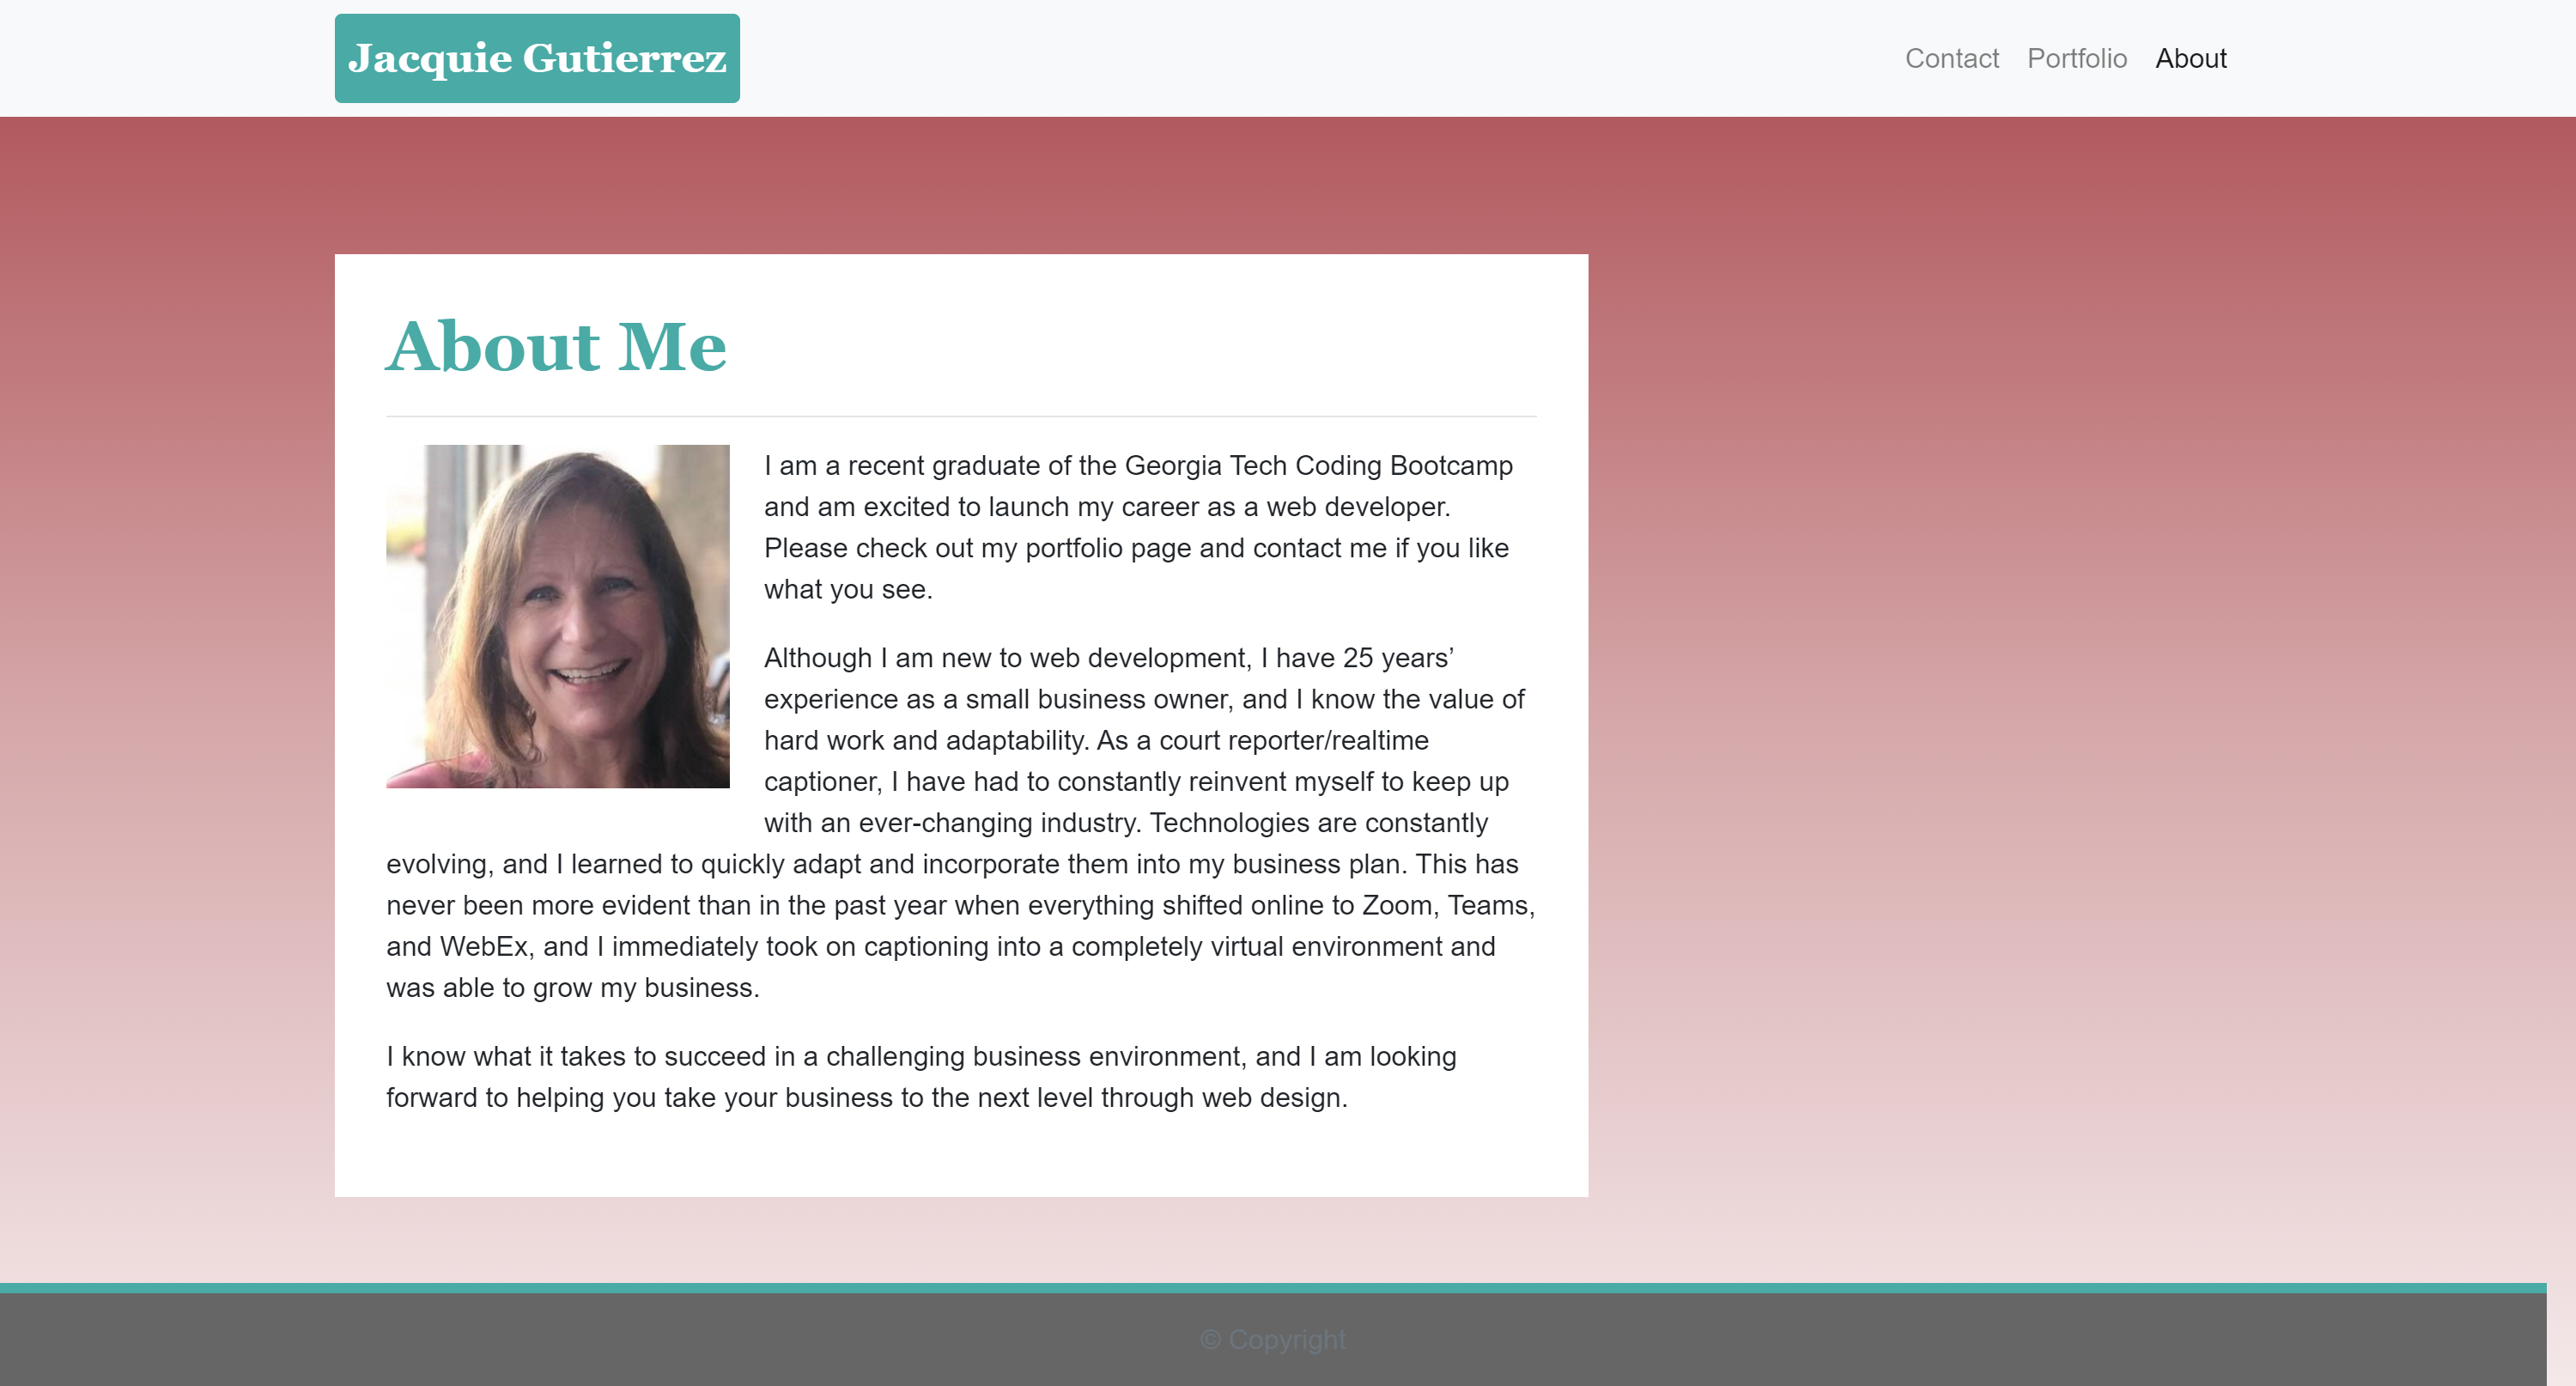 Jacquie Gutierrez
Contact Portfolio About
About Me
I am a recent graduate of the Georgia Tech Coding Bootcamp
and am excited to launch my career as a web developer.
Please check out my portfolio page and contact me if you like
what you see.
Although I am new to web development, I have 25 years’
experience as a small business owner, and I know the value of
hard work and adaptability. As a court reporter/realtime
captioner, I have had to constantly reinvent myself to keep up
with an ever-changing industry. Technologies are constantly
evolving, and I learned to quickly adapt and incorporate them into my business plan. This has
never been more evident than in the past year when everything shifted online to Zoom, Teams,
and WebEx, and I immediately took on captioning into a completely virtual environment and
was able to grow my business.
I know what it takes to succeed in a challenging business environment, and I am looking
forward to helping you take your business to the next level through web design.
© Copyright